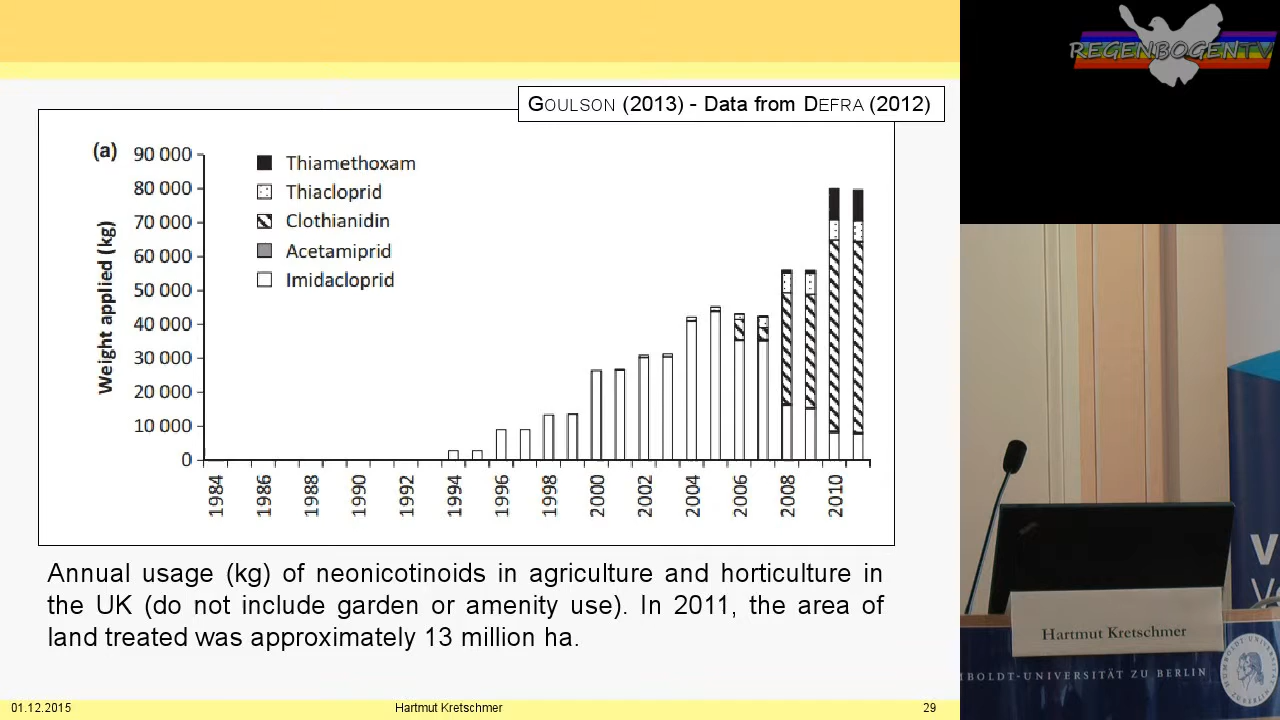 REGENBOGENTV
GOULSON (2013) - Data from DEFRA (2012)
(a)
Weight applied (kg)
90 000
80 000
70 000
60 000
50 000
40 000
30 000
20 000
10 000
0
Thiamethoxam
Thiacloprid
Clothianidin
Acetamiprid
Imidacloprid
1984 1986 1988 1990 1992 1994 1996 1998 2000 2002 2004 2006 2008 2010
Annual usage (kg) of neonicotinoids in agriculture and horticulture in
the UK (do not include garden or amenity use). In 2011, the area of
land treated was approximately 13 million ha.
01.12.2015 Hartmut Kretschmer 29
Hartmut Kretschmer
MBOLDT-UNIVERSITÄT ZU BERLIN